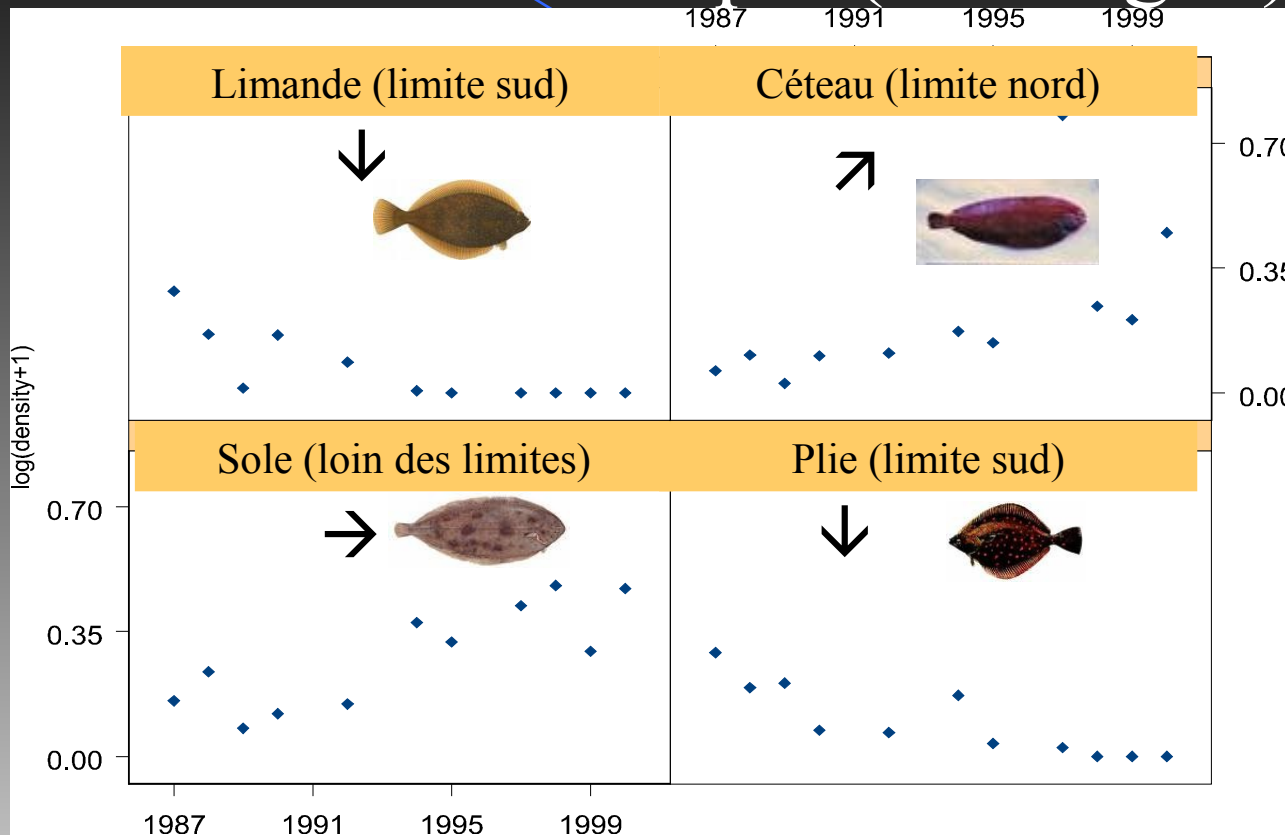 1987 1991 1995 1999
Limande (limite sud)
Céteau (limite nord)
0.70
0.35
0.00
log(density+1)
Sole (loin des limites)
Plie (limite sud)
0.70
0.35
0.00
1987 1991 1995 1999